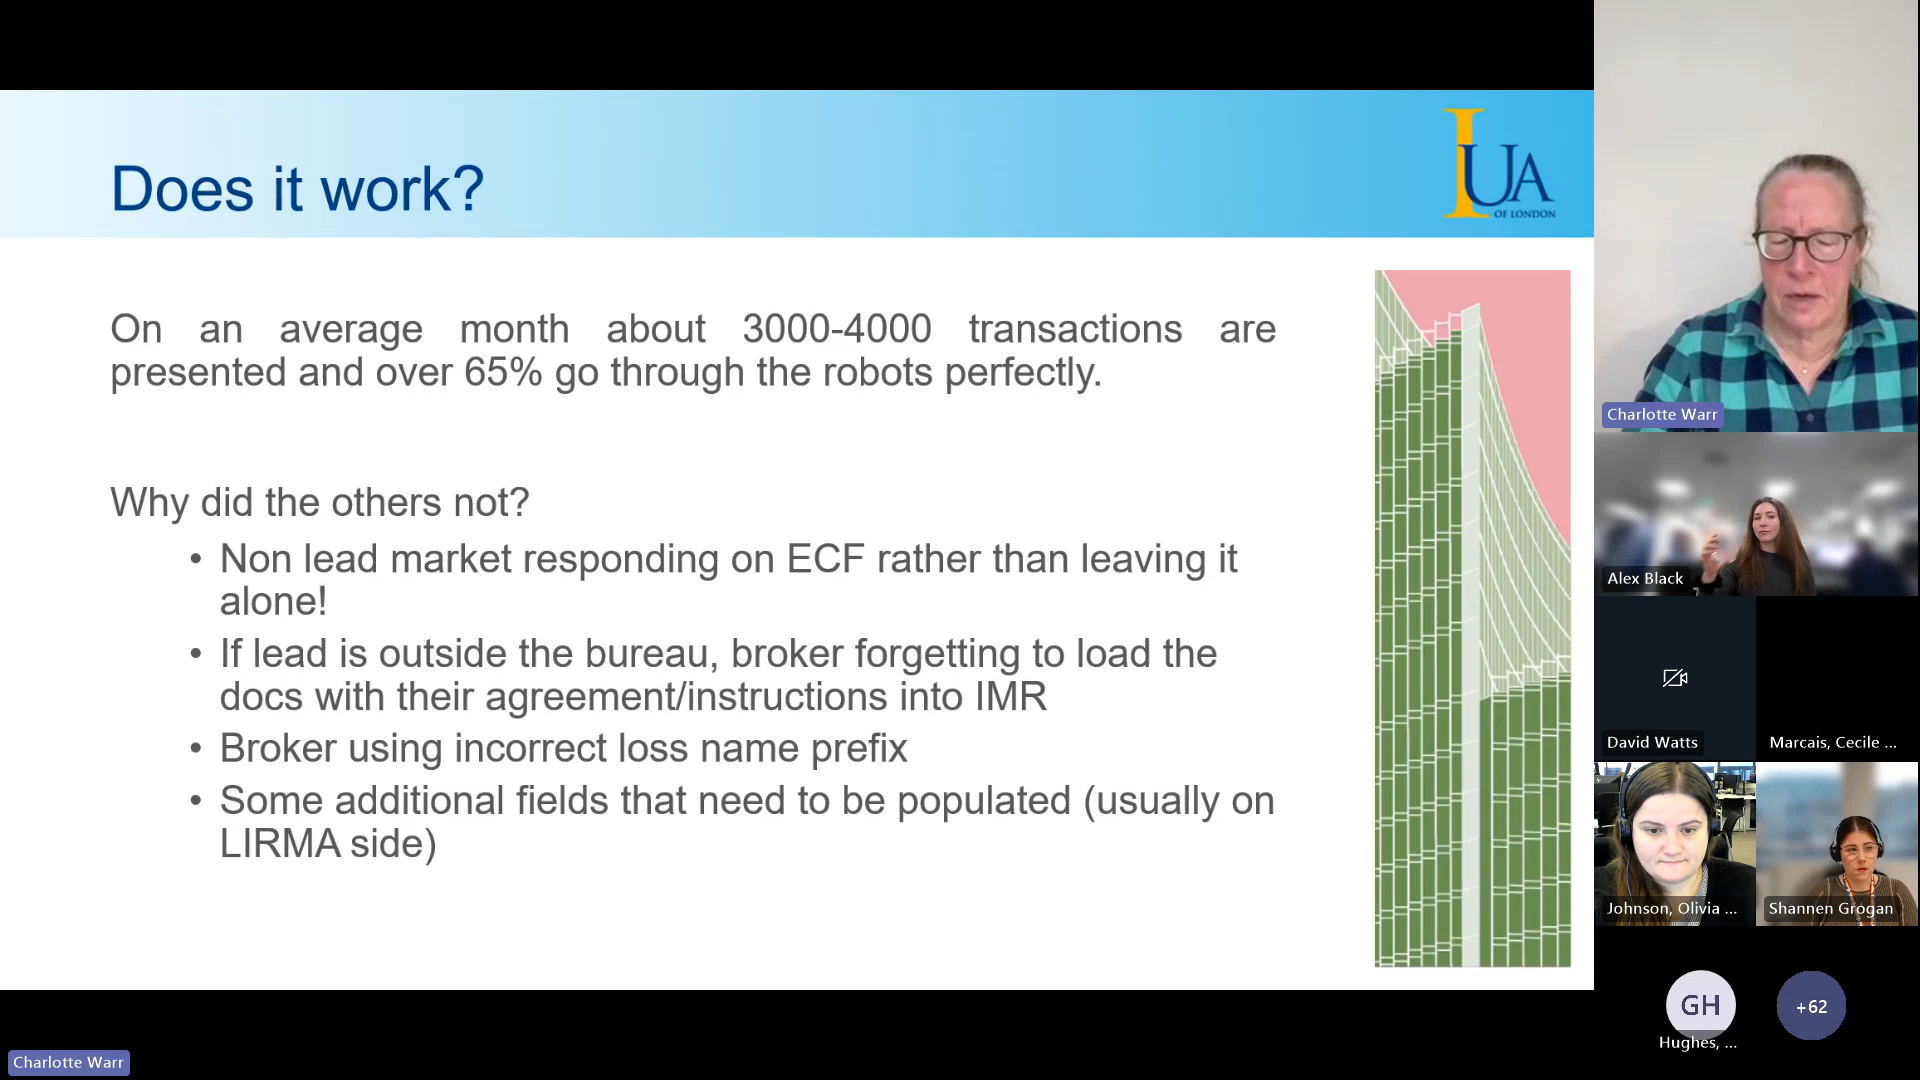 Does it work?
IUA
OF LONDON
On an average month about 3000-4000 transactions are
presented and over 65% go through the robots perfectly.
Why did the others not?
• Non lead market responding on ECF rather than leaving it
alone!
• If lead is outside the bureau, broker forgetting to load the
docs with their agreement/instructions into IMR
• Broker using incorrect loss name prefix
• Some additional fields that need to be populated (usually on
LIRMA side)
Charlotte Warr
Alex Black
David Watts
Marcais, Cecile ...
Johnson, Olivia ...
Shannen Grogan
GH
+62
Hughes, ...
Charlotte Warr